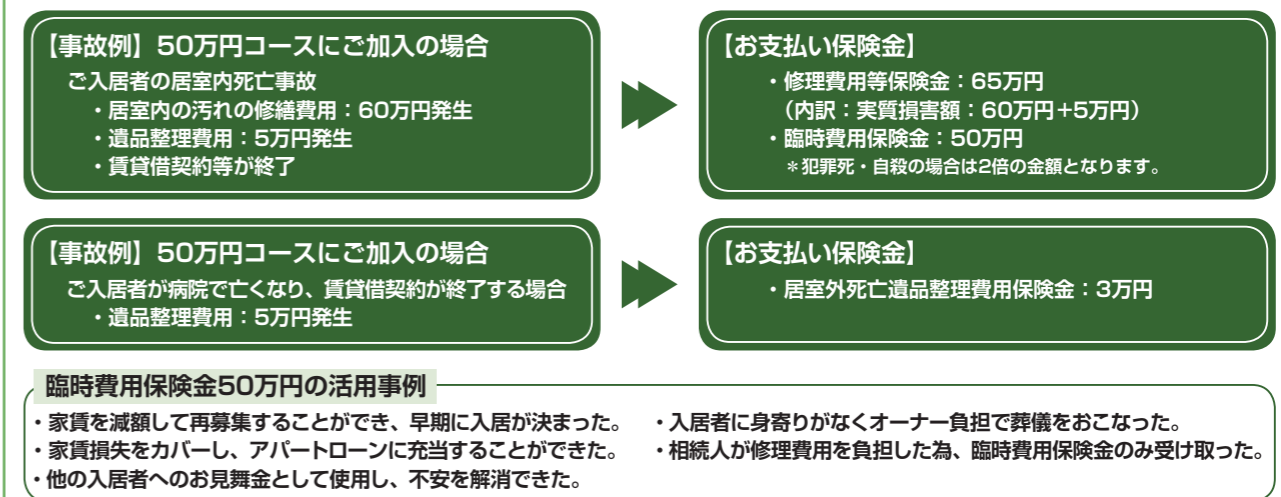 【事故例】50万円コースにご加入の場合
ご入居者の居室内死亡事故
・居室内の汚れの修繕費用：60万円発生
・遺品整理費用：5万円発生
・賃貸借契約等が終了
【お支払い保険金】
・修理費用等保険金：65万円
（内訳：実質損害額：60万円＋5万円）
・臨時費用保険金：50万円
＊犯罪死・自殺の場合は2倍の金額となります。
【事故例】50万円コースにご加入の場合
ご入居者が病院で亡くなり、賃貸借契約が終了する場合
・遺品整理費用：5万円発生
【お支払い保険金】
・居室外死亡遺品整理費用保険金：3万円
臨時費用保険金50万円の活用事例
・家賃を減額して再募集することができ、早期に入居が決まった。
・家賃損失をカバーし、アパートローンに充当することができた。
・他の入居者へのお見舞金として使用し、不安を解消できた。
・入居者に身寄りがなくオーナー負担で葬儀をおこなった。
・相続人が修理費用を負担した為、臨時費用保険金のみ受け取った。